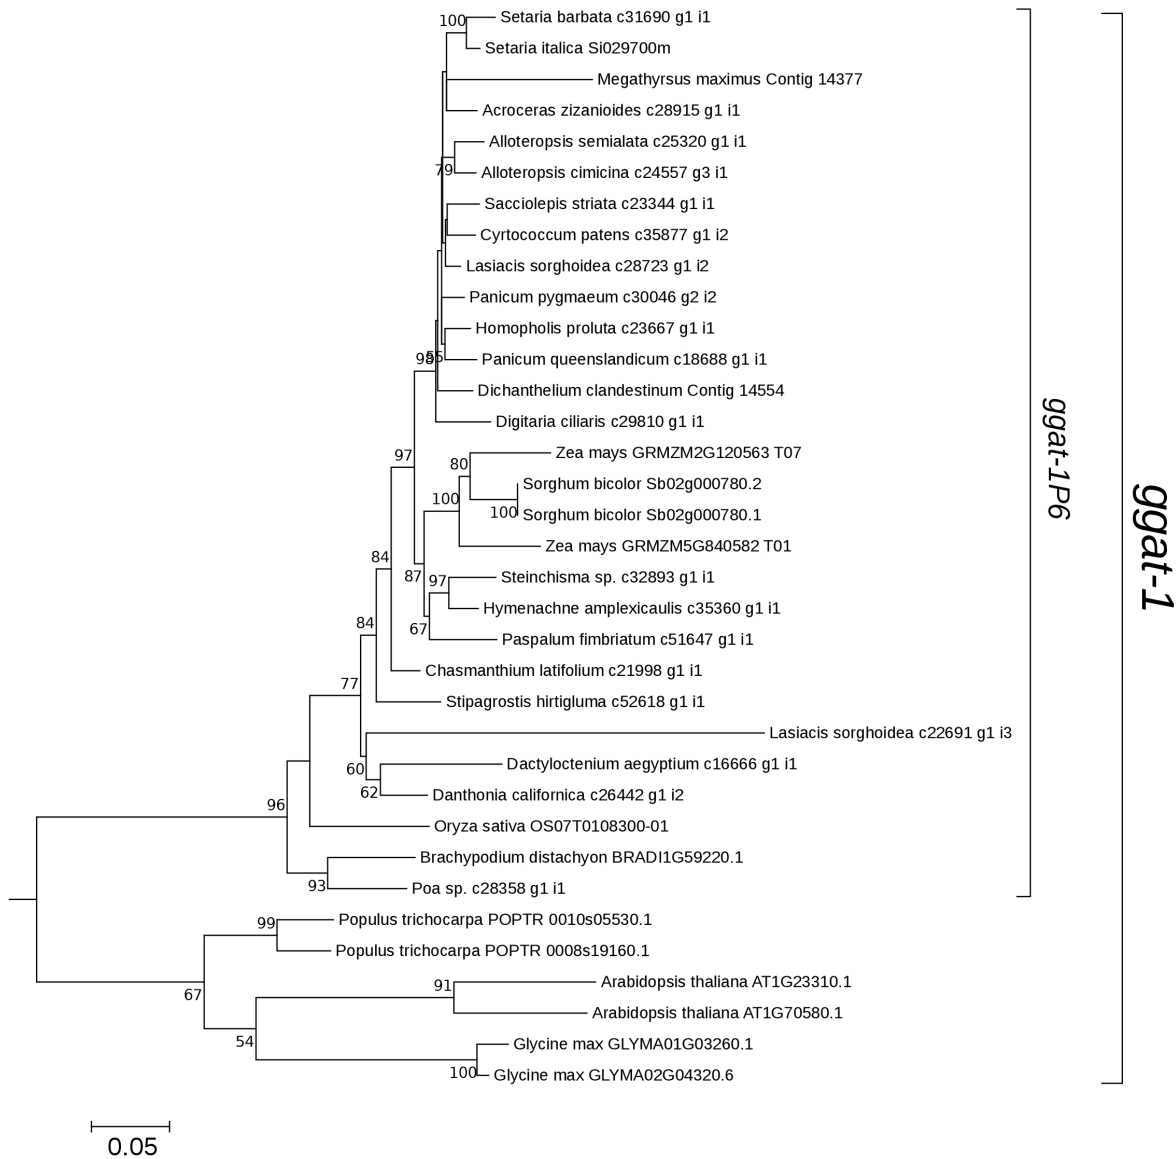 100
Setaria barbata c31690 g1 i1
Setaria italica Si029700m
Megathyrsus maximus Contig 14377
Acroceras zizanioides c28915 g1 i1
Alloteropsis semialata c25320 g1 i1
79
Alloteropsis cimicina c24557 g3 i1
Sacciolepis striata c23344 g1 i1
Cyrtococcum patens c35877 g1 i2
Lasiacis sorghoidea c28723 g1 i2
Panicum pygmaeum c30046 g2 i2
Homopholis proluta c23667 g1 i1
55
Panicum queenslandicum c18688 g1 i1
Dichanthelium clandestinum Contig 14554
Digitaria ciliaris c29810 g1 i1
97
80
Zea mays GRMZM2G120563 T07
Sorghum bicolor Sb02g000780.2
100
100
Sorghum bicolor Sb02g000780.1
Zea mays GRMZM5G840582 T01
84
87
97
Steinchisma sp. c32893 g1 i1
Hymenachne amplexicaulis c35360 g1 i1
67
Paspalum fimbriatum c51647 g1 i1
84
Chasmanthium latifolium c21998 g1 i1
77
Stipagrostis hirtigluma c52618 g1 i1
Lasiacis sorghoidea c22691 g1 i3
60
Dactyloctenium aegyptium c16666 g1 i1
62
Danthonia californica c26442 g1 i2
96
Oryza sativa OS07T0108300-01
Brachypodium distachyon BRADI1G59220.1
93
Poa sp. c28358 g1 i1
99
Populus trichocarpa POPTR 0010s05530.1
Populus trichocarpa POPTR 0008s19160.1
67
91
Arabidopsis thaliana AT1G23310.1
Arabidopsis thaliana AT1G70580.1
54
Glycine max GLYMA01G03260.1
100
Glycine max GLYMA02G04320.6
ggat-1P6
ggat-1
0.05